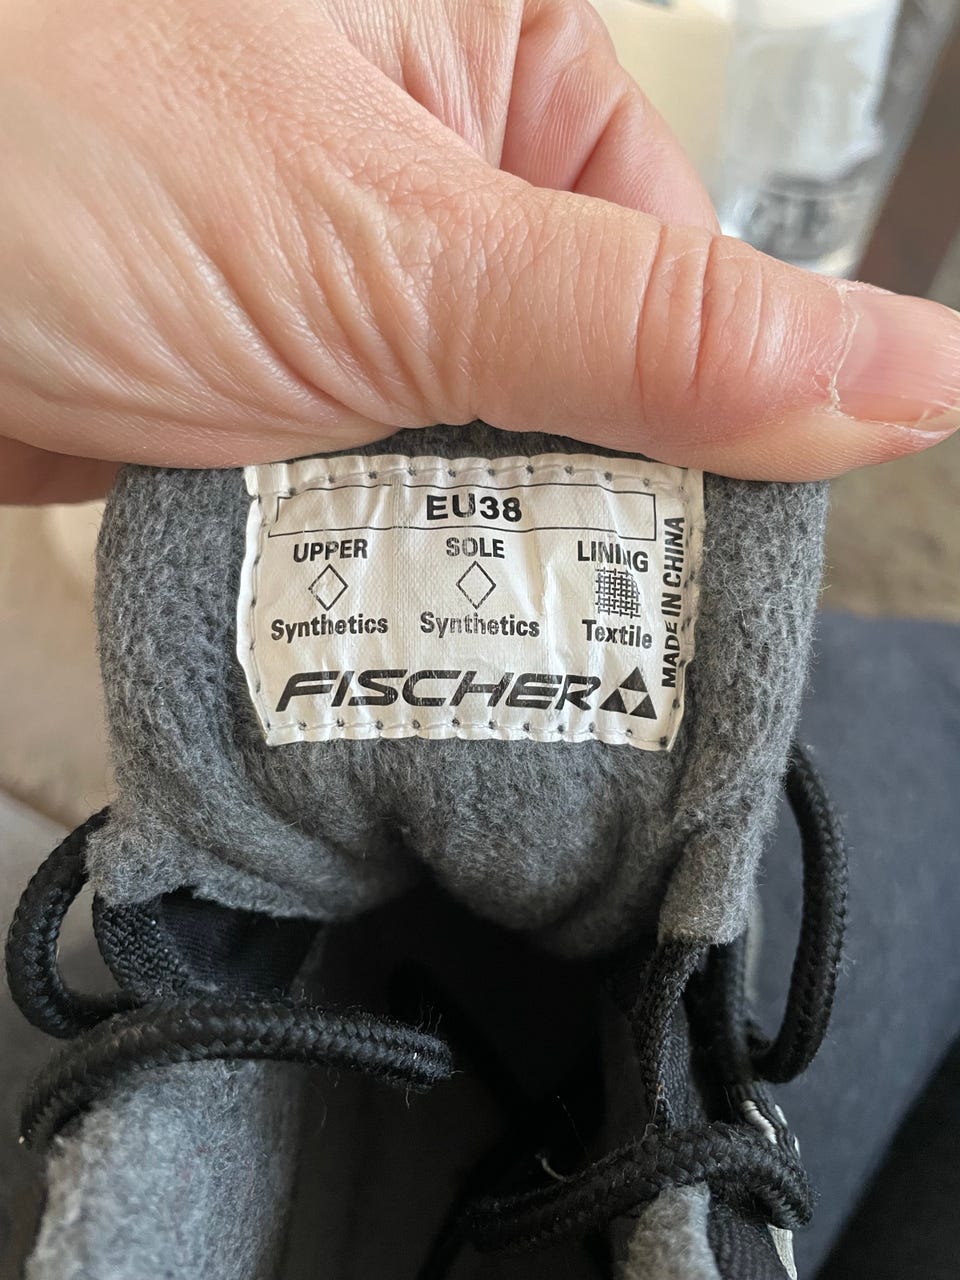 EU38
UPPER SOLE LINING
Synthetics Synthetics Textile
FISCHER
MADE IN CHINA